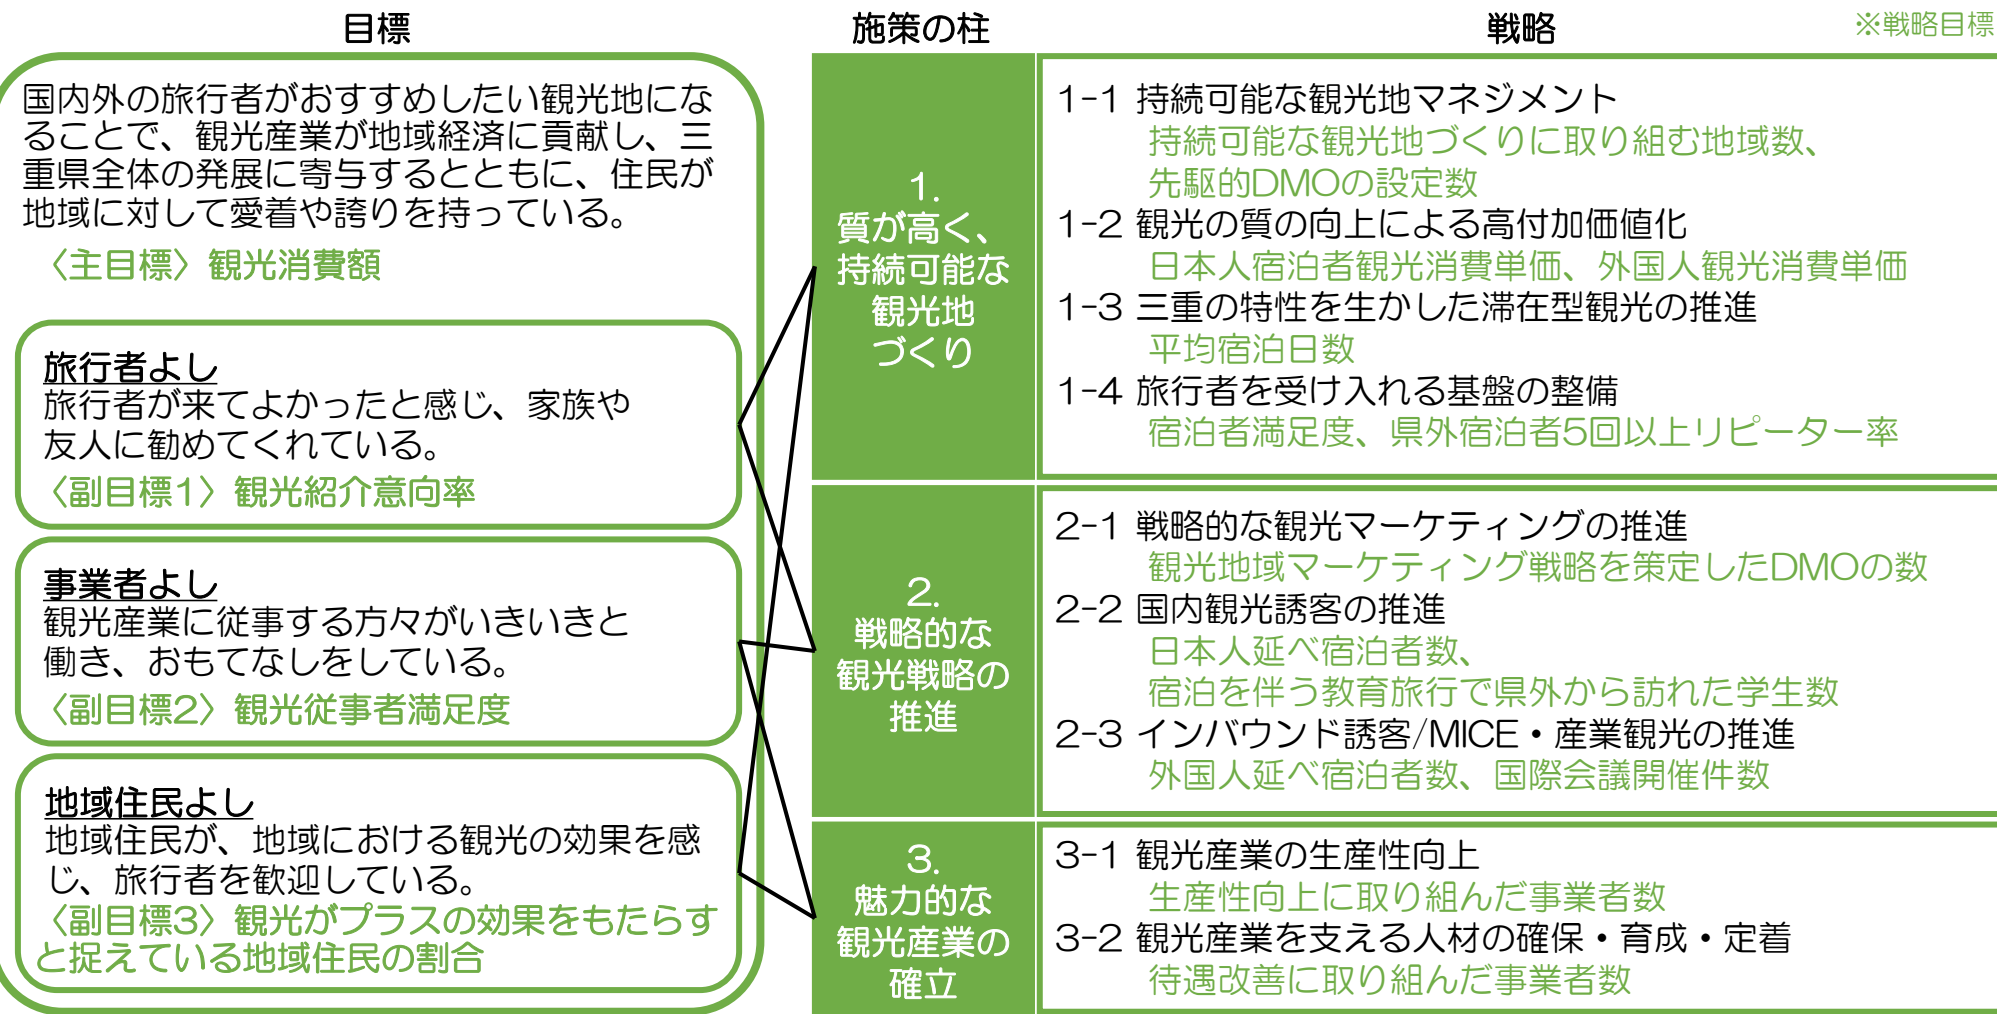 目標
国内外の旅行者がおすすめしたい観光地にな
ることで、観光産業が地域経済に貢献し、三
重県全体の発展に寄与するとともに、住民が
地域に対して愛着や誇りを持っている。
〈主目標〉観光消費額
旅行者よし
旅行者が来てよかったと感じ、家族や
友人に勧めてくれている。
〈副目標1〉観光紹介意向率
事業者よし
観光産業に従事する方々がいきいきと
働き、おもてなしをしている。
〈副目標2〉観光従事者満足度
地域住民よし
地域住民が、地域における観光の効果を感
じ、旅行者を歓迎している。
〈副目標3〉観光がプラスの効果をもたらす
と捉えている地域住民の割合
施策の柱
1.
質が高く、
持続可能な
観光地
づくり
2.
戦略的な
観光戦略の
推進
3.
魅力的な
観光産業の
確立
戦略
※戦略目標
1-1 持続可能な観光地マネジメント
持続可能な観光地づくりに取り組む地域数、
先駆的DMOの設定数
1-2 観光の質の向上による高付加価値化
日本人宿泊者観光消費単価、外国人観光消費単価
1-3 三重の特性を生かした滞在型観光の推進
平均宿泊日数
1-4 旅行者を受け入れる基盤の整備
宿泊者満足度、県外宿泊者5回以上リピーター率
2-1 戦略的な観光マーケティングの推進
観光地域マーケティング戦略を策定したDMOの数
2-2 国内観光誘客の推進
日本人延べ宿泊者数、
宿泊を伴う教育旅行で県外から訪れた学生数
2-3 インバウンド誘客/MICE・産業観光の推進
外国人延べ宿泊者数、国際会議開催件数
3-1 観光産業の生産性向上
生産性向上に取り組んだ事業者数
3-2 観光産業を支える人材の確保・育成・定着
待遇改善に取り組んだ事業者数